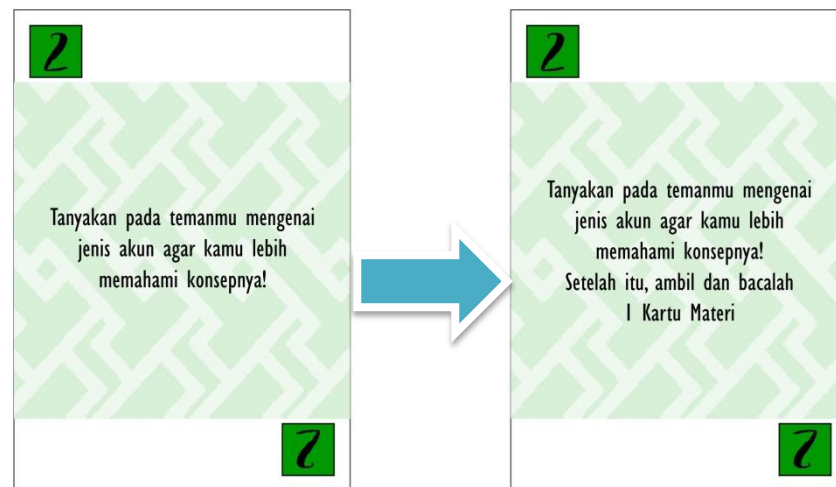 2
Tanyakan pada temanmu mengenai
jenis akun agar kamu lebih
memahami konsepnya!
2
2
Tanyakan pada temanmu mengenai
jenis akun agar kamu lebih
memahami konsepnya!
Setelah itu, ambil dan bacalah
1 Kartu Materi
2